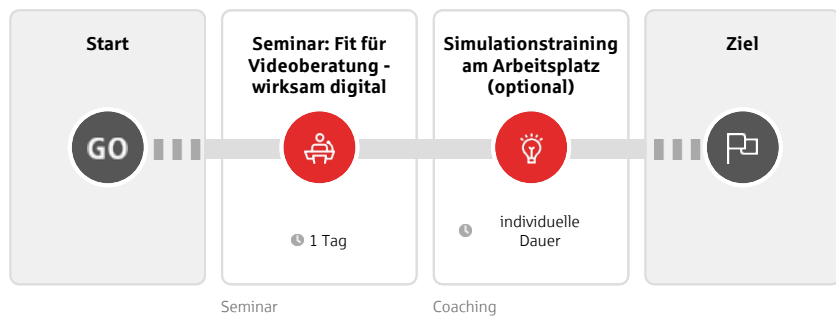 Start
GO
Seminar: Fit für
Videoberatung -
wirksam digital
1 Tag
Seminar
Simulationstraining
am Arbeitsplatz
(optional)
individuelle
Dauer
Coaching
Ziel